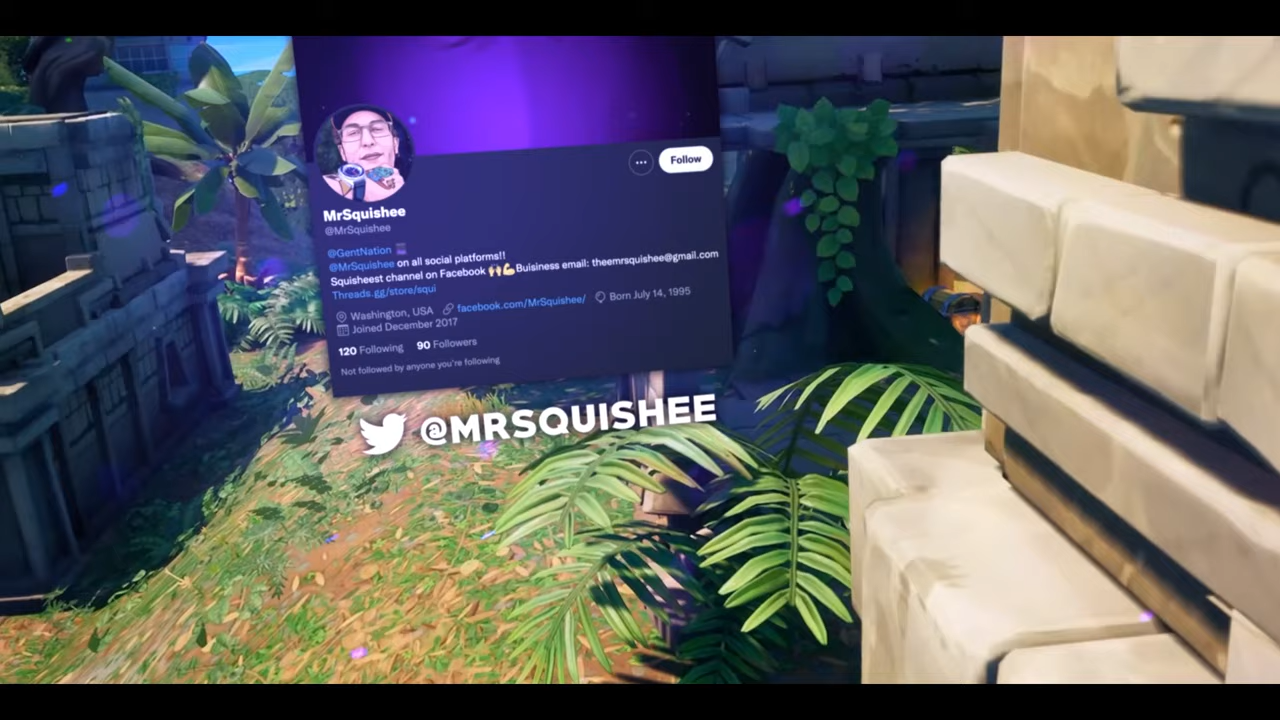 Follow
MrSquishee
@MrSquishee
@GentNation
@MrSquishee on all social platforms!!
Squisheest channel on Facebook 🙌💪Buisiness email: theemrsquishee@gmail.com
Threads.gg/store/squi
Washington, USA facebook.com/MrSquishee/ Born July 14, 1995
Joined December 2017
120 Following 90 Followers
Not followed by anyone you're following
@MRSQUISHEE